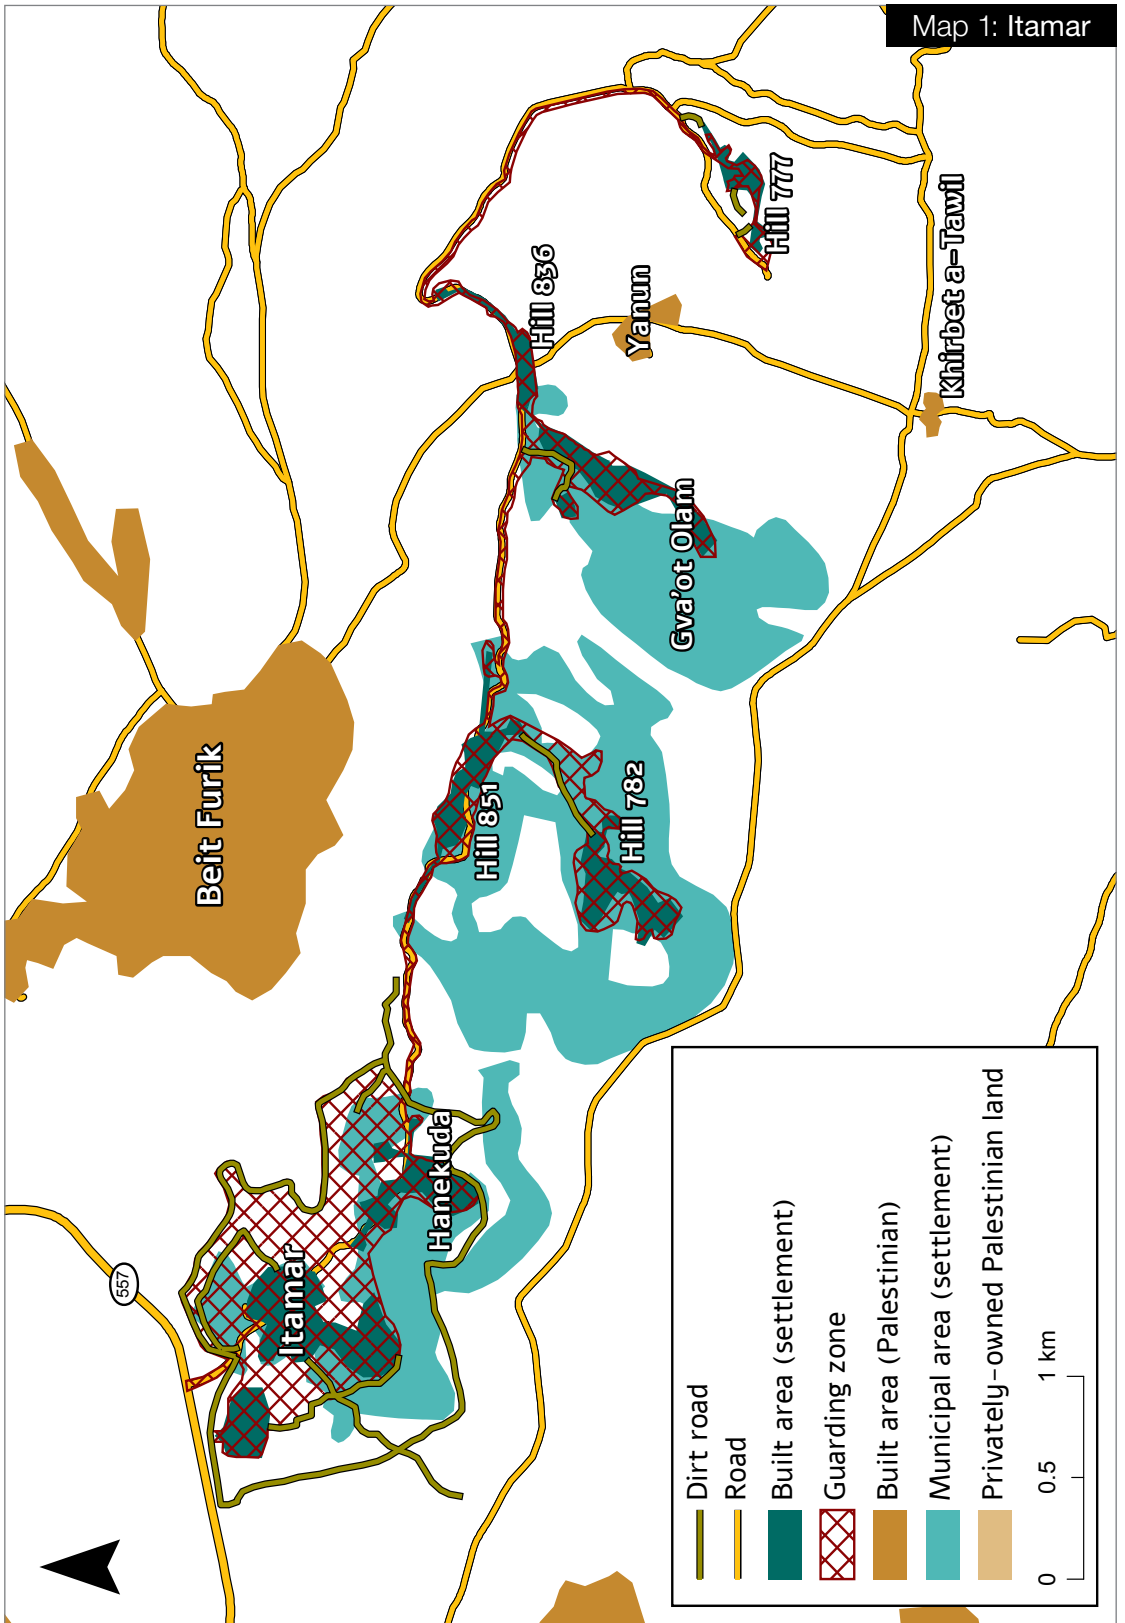 Map 1: Itamar
Beit Furik
Itamar
557
Hanekuda
Hill 851
Hill 782
Gva'ot Olam
Hill 836
Yanun
Hill 777
Khirbet a-Tawil
Dirt road
Road
Built area (settlement)
Guarding zone
Built area (Palestinian)
Municipal area (settlement)
Privately-owned Palestinian land
0 0.5 1 km